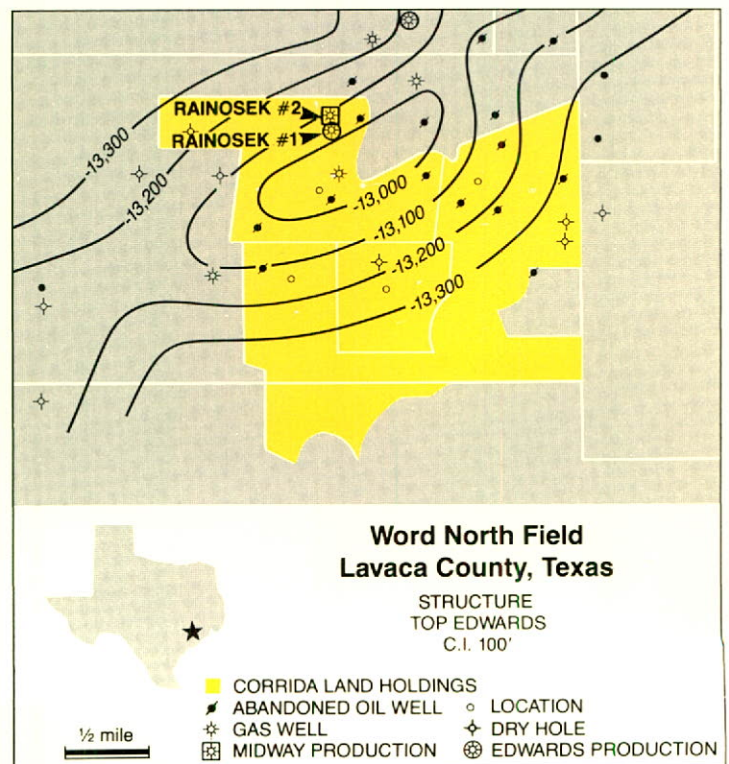 RAINOSEK #2
RAINOSEK #1
-13,300
-13,200
-13,000
-13,100
-13,200
-13,300
Word North Field
Lavaca County, Texas
STRUCTURE
TOP EDWARDS
C.I. 100'
CORRIDA LAND HOLDINGS
ABANDONED OIL WELL
LOCATION
GAS WELL
DRY HOLE
MIDWAY PRODUCTION
EDWARDS PRODUCTION
½ mile